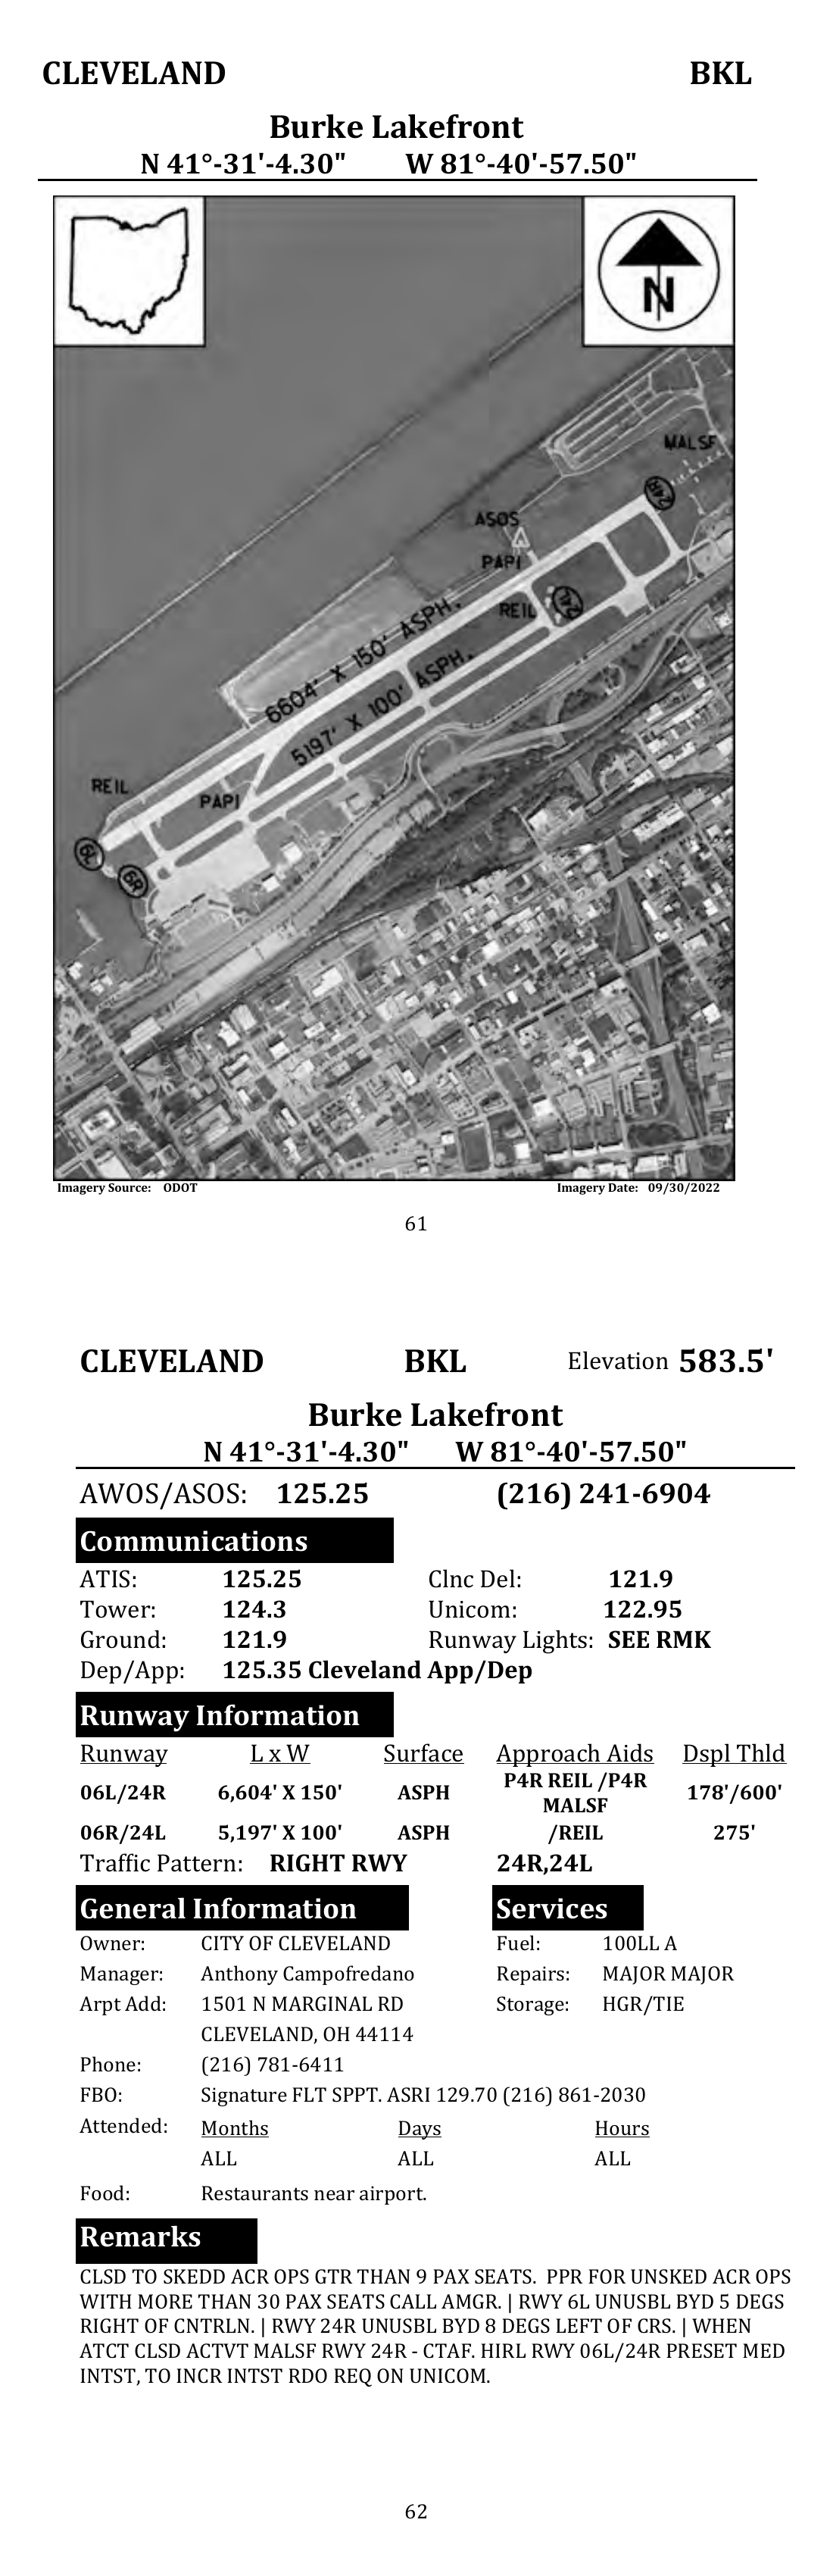 CLEVELAND BKL
Burke Lakefront
N 41°-31'-4.30" W 81°-40'-57.50"
N
MALSF
24R
ASOS
PAPI
REIL
24L
6604' X 150' ASPH.
5197' X 100' ASPH.
REIL
PAPI
6L
6R
Imagery Source: ODOT Imagery Date: 09/30/2022
61
CLEVELAND BKL Elevation 583.5'
Burke Lakefront
N 41°-31'-4.30" W 81°-40'-57.50"
AWOS/ASOS: 125.25 (216) 241-6904
Communications
ATIS: 125.25 Clnc Del: 121.9
Tower: 124.3 Unicom: 122.95
Ground: 121.9 Runway Lights: SEE RMK
Dep/App: 125.35 Cleveland App/Dep
Runway Information
Runway L x W Surface Approach Aids Dspl Thld
06L/24R 6,604' X 150' ASPH P4R REIL /P4R MALSF 178'/600'
06R/24L 5,197' X 100' ASPH /REIL 275'
Traffic Pattern: RIGHT RWY 24R,24L
General Information Services
Owner: CITY OF CLEVELAND Fuel: 100LL A
Manager: Anthony Campofredano Repairs: MAJOR MAJOR
Arpt Add: 1501 N MARGINAL RD Storage: HGR/TIE
CLEVELAND, OH 44114
Phone: (216) 781-6411
FBO: Signature FLT SPPT. ASRI 129.70 (216) 861-2030
Attended: Months Days Hours
ALL ALL ALL
Food: Restaurants near airport.
Remarks
CLSD TO SKEDD ACR OPS GTR THAN 9 PAX SEATS. PPR FOR UNSKED ACR OPS
WITH MORE THAN 30 PAX SEATS CALL AMGR. | RWY 6L UNUSBL BYD 5 DEGS
RIGHT OF CNTRLN. | RWY 24R UNUSBL BYD 8 DEGS LEFT OF CRS. | WHEN
ATCT CLSD ACTVT MALSF RWY 24R - CTAF. HIRL RWY 06L/24R PRESET MED
INTST, TO INCR INTST RDO REQ ON UNICOM.
62